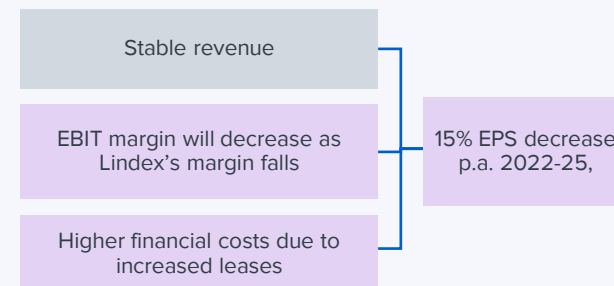 Stable revenue
EBIT margin will decrease as
Lindex’s margin falls
15% EPS decrease
p.a. 2022-25,
Higher financial costs due to
increased leases